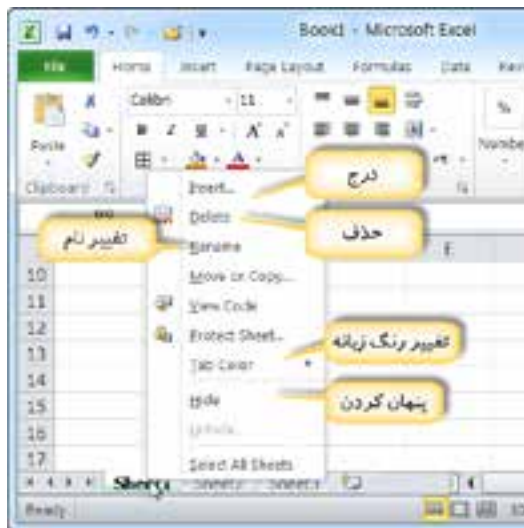 Book1 - Microsoft Excel
File Home Insert Page Layout Formulas Data
Calibri 11
Paste
Clipboard
Number
%
Insert...
درج
Delete
حذف
Rename
تغییر نام
E
Move or Copy...
View Code
Protect Sheet...
Tab Color
تغییر رنگ زبانه
Hide
پنهان کردن
Unhide...
Select All Sheets
10
11
12
13
14
15
16
17
Sheet1 Sheet2 Sheet3
Ready